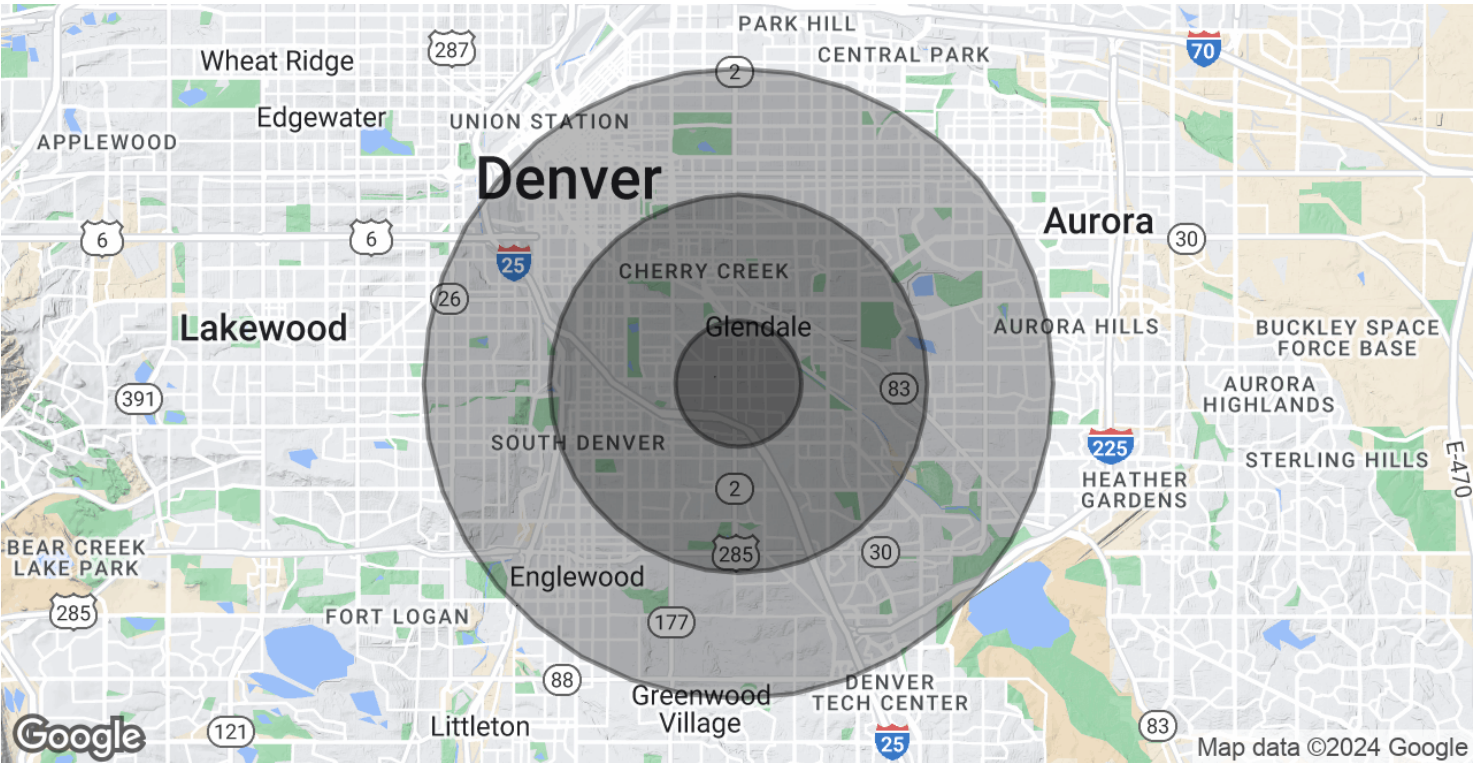 PARK HILL
287
CENTRAL PARK
70
Wheat Ridge
2
Edgewater
UNION STATION
APPLEWOOD
Denver
Aurora
6
6
30
25
CHERRY CREEK
26
Lakewood
Glendale
AURORA HILLS
BUCKLEY SPACE
FORCE BASE
391
83
AURORA
HIGHLANDS
SOUTH DENVER
225
STERLING HILLS
E-470
2
HEATHER
GARDENS
BEAR CREEK
LAKE PARK
285
30
Englewood
285
FORT LOGAN
177
88
Greenwood
Village
DENVER
TECH CENTER
121
Littleton
25
83
Google
Map data ©2024 Google